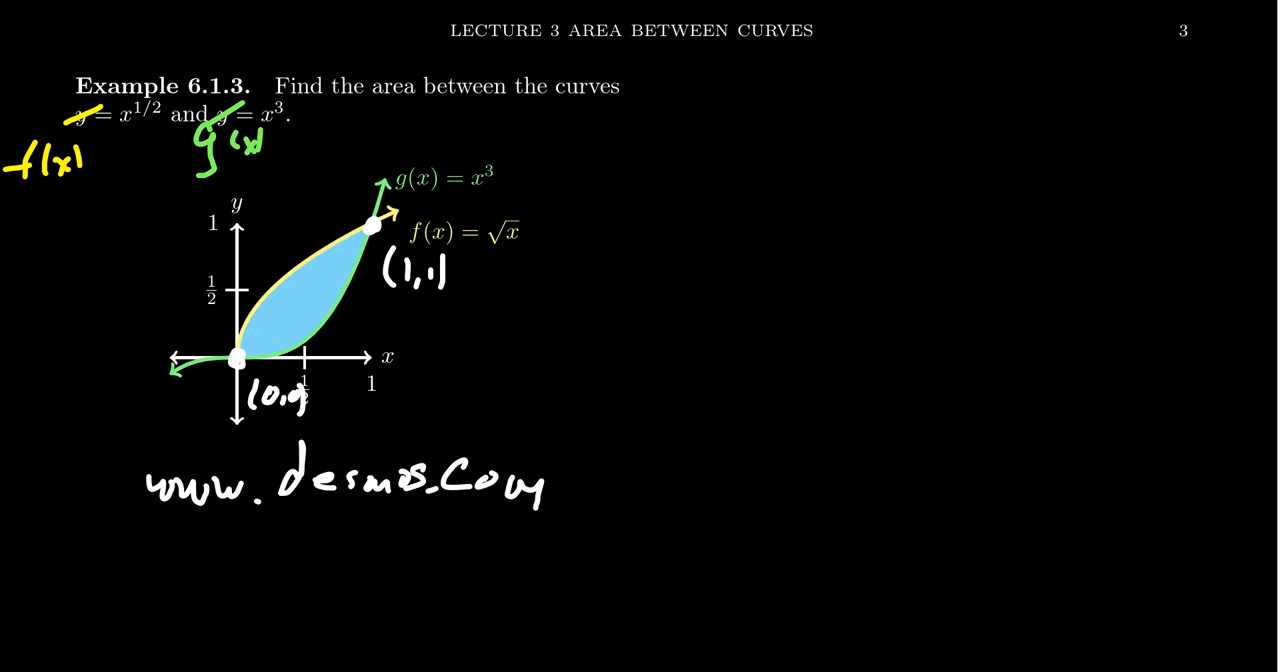 LECTURE 3 AREA BETWEEN CURVES 3
Example 6.1.3. Find the area between the curves
y = x^{1/2} and y = x^3.
f(x) g(x)
g(x) = x^3
y
1
f(x) = √x
(1,1)
1/2
x
(0,0) 1/2 1
www.desmos.com